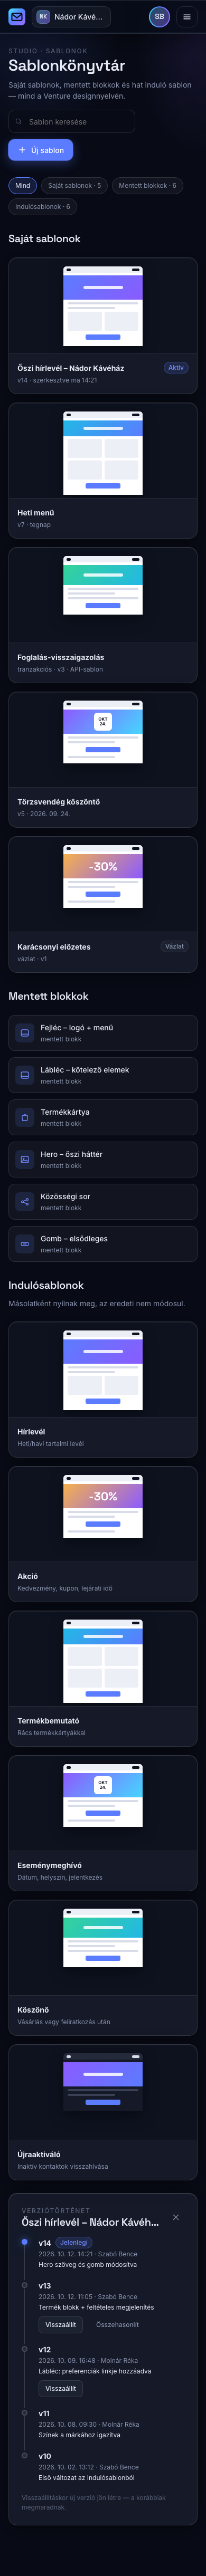 NK Nádor Kávé...
SB
STUDIO · SABLONOK
Sablonkönyvtár
Saját sablonok, mentett blokkok és hat induló sablon
— mind a Venture designnyelvén.
Sablon keresése
Új sablon
Mind
Saját sablonok · 5
Mentett blokkok · 6
Indulósablonok · 6
Saját sablonok
Őszi hírlevél – Nádor Kávéház
Aktív
v14 · szerkesztve ma 14:21
Heti menü
v7 · tegnap
Foglalás-visszaigazolás
tranzakciós · v3 · API-sablon
OKT
24.
Törzsvendég köszöntő
v5 · 2026. 09. 24.
-30%
Karácsonyi előzetes
Vázlat
vázlat · v1
Mentett blokkok
Fejléc – logó + menü
mentett blokk
Lábléc – kötelező elemek
mentett blokk
Termékkártya
mentett blokk
Hero – őszi háttér
mentett blokk
Közösségi sor
mentett blokk
Gomb – elsődleges
mentett blokk
Indulósablonok
Másolatként nyílnak meg, az eredeti nem módosul.
Hírlevél
Heti/havi tartalmi levél
-30%
Akció
Kedvezmény, kupon, lejárati idő
Termékbemutató
Rács termékkártyákkal
OKT
24.
Eseménymeghívó
Dátum, helyszín, jelentkezés
Köszönő
Vásárlás vagy feliratkozás után
Újraaktiváló
Inaktív kontaktok visszahívása
VERZIÓTÖRTÉNET
Őszi hírlevél – Nádor Kávéh...
v14
Jelenlegi
2026. 10. 12. 14:21 · Szabó Bence
Hero szöveg és gomb módosítva
v13
2026. 10. 12. 11:05 · Szabó Bence
Termék blokk + feltételes megjelenítés
Visszaállít
Összehasonlít
v12
2026. 10. 09. 16:48 · Molnár Réka
Lábléc: preferenciák linkje hozzáadva
Visszaállít
v11
2026. 10. 08. 09:30 · Molnár Réka
Színek a márkához igazítva
v10
2026. 10. 02. 13:12 · Szabó Bence
Első változat az Indulósablonból
Visszaállításkor új verzió jön létre — a korábbiak
megmaradnak.